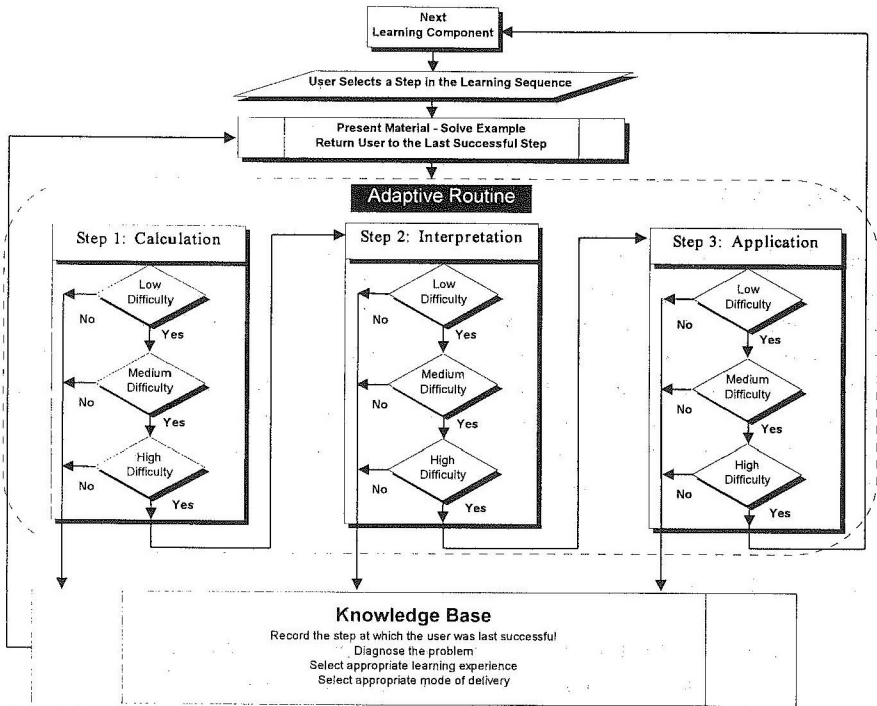 Next
Learning Component
User Selects a Step in the Learning Sequence
Present Material - Solve Example
Return User to the Last Successful Step
Adaptive Routine
Step 1: Calculation
Low
Difficulty
No
Yes
Medium
Difficulty
No
Yes
High
Difficulty
No
Yes
Step 2: Interpretation
Low
Difficulty
No
Yes
Medium
Difficulty
No
Yes
High
Difficulty
No
Yes
Step 3: Application
Low
Difficulty
No
Yes
Medium
Difficulty
No
Yes
High
Difficulty
No
Yes
Knowledge Base
Record the step at which the user was last successful
Diagnose the problem
Select appropriate learning experience
Select appropriate mode of delivery